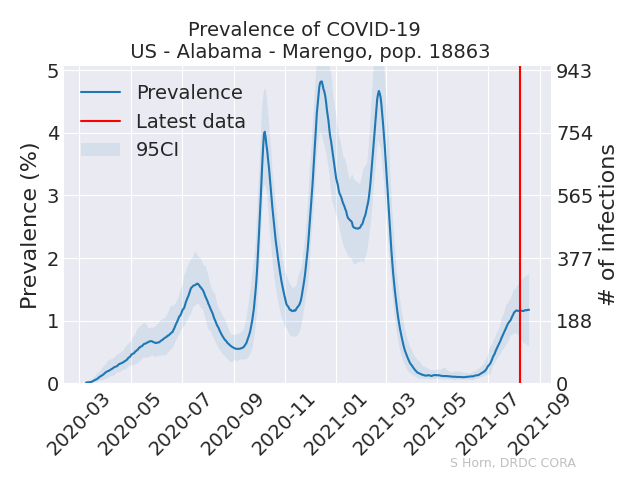 Prevalence of COVID-19
US - Alabama - Marengo, pop. 18863
Prevalence
Latest data
95CI
Prevalence (%)
5
4
3
2
1
0
# of infections
943
754
565
377
188
0
2020-03
2020-05
2020-07
2020-09
2020-11
2021-01
2021-03
2021-05
2021-07
2021-09
S Horn, DRDC CORA